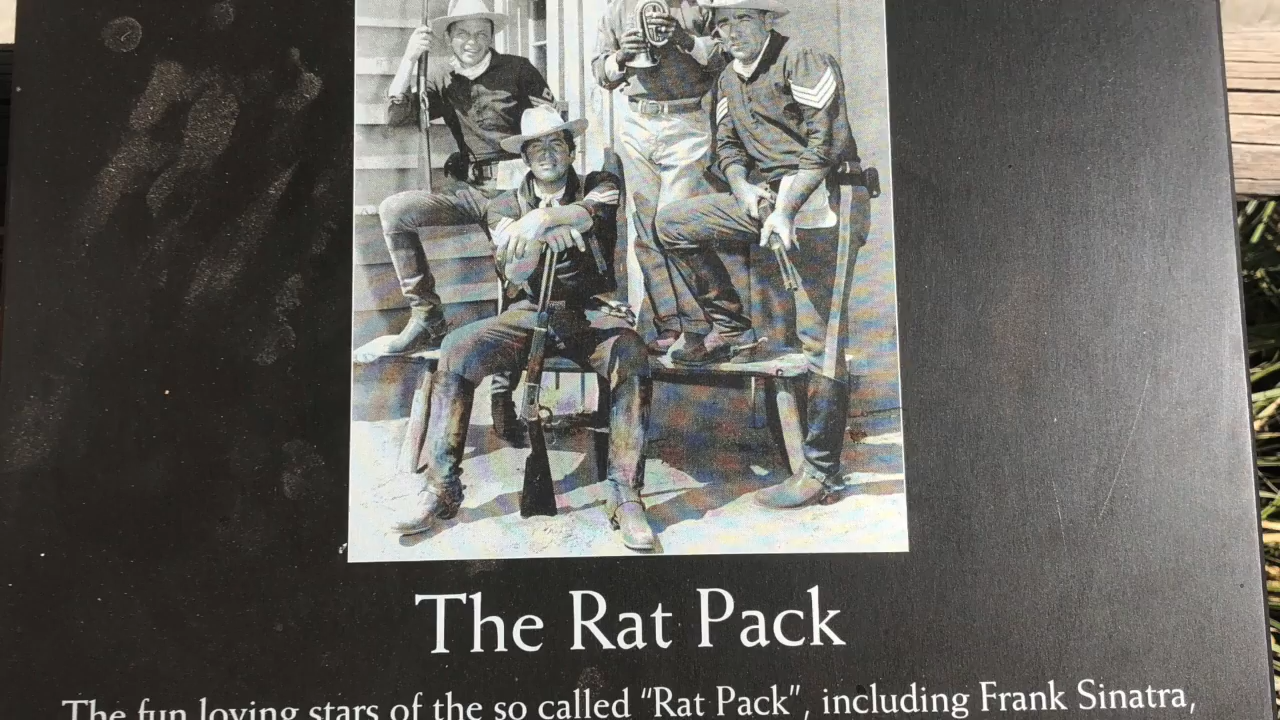 The Rat Pack
The fun loving stars of the so called "Rat Pack", including Frank Sinatra,